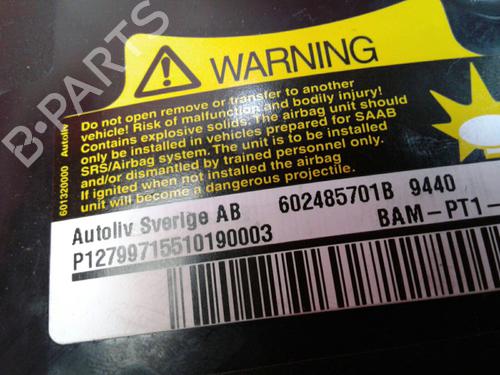 WARNING
Do not open remove or transfer to another
vehicle! Risk of malfunction and bodily injury!
Contains explosive solids. The airbag unit should
only be installed in vehicles prepared for SAAB
SRS/Airbag system. The unit is to be installed
and/or dismantled by trained personnel only.
If ignited when not installed the airbag
unit will become a dangerous projectile.
601320000 Autoliv
Autoliv Sverige AB 602485701B 9440
P12799715510190003 BAM-PT1-
B-PARTS